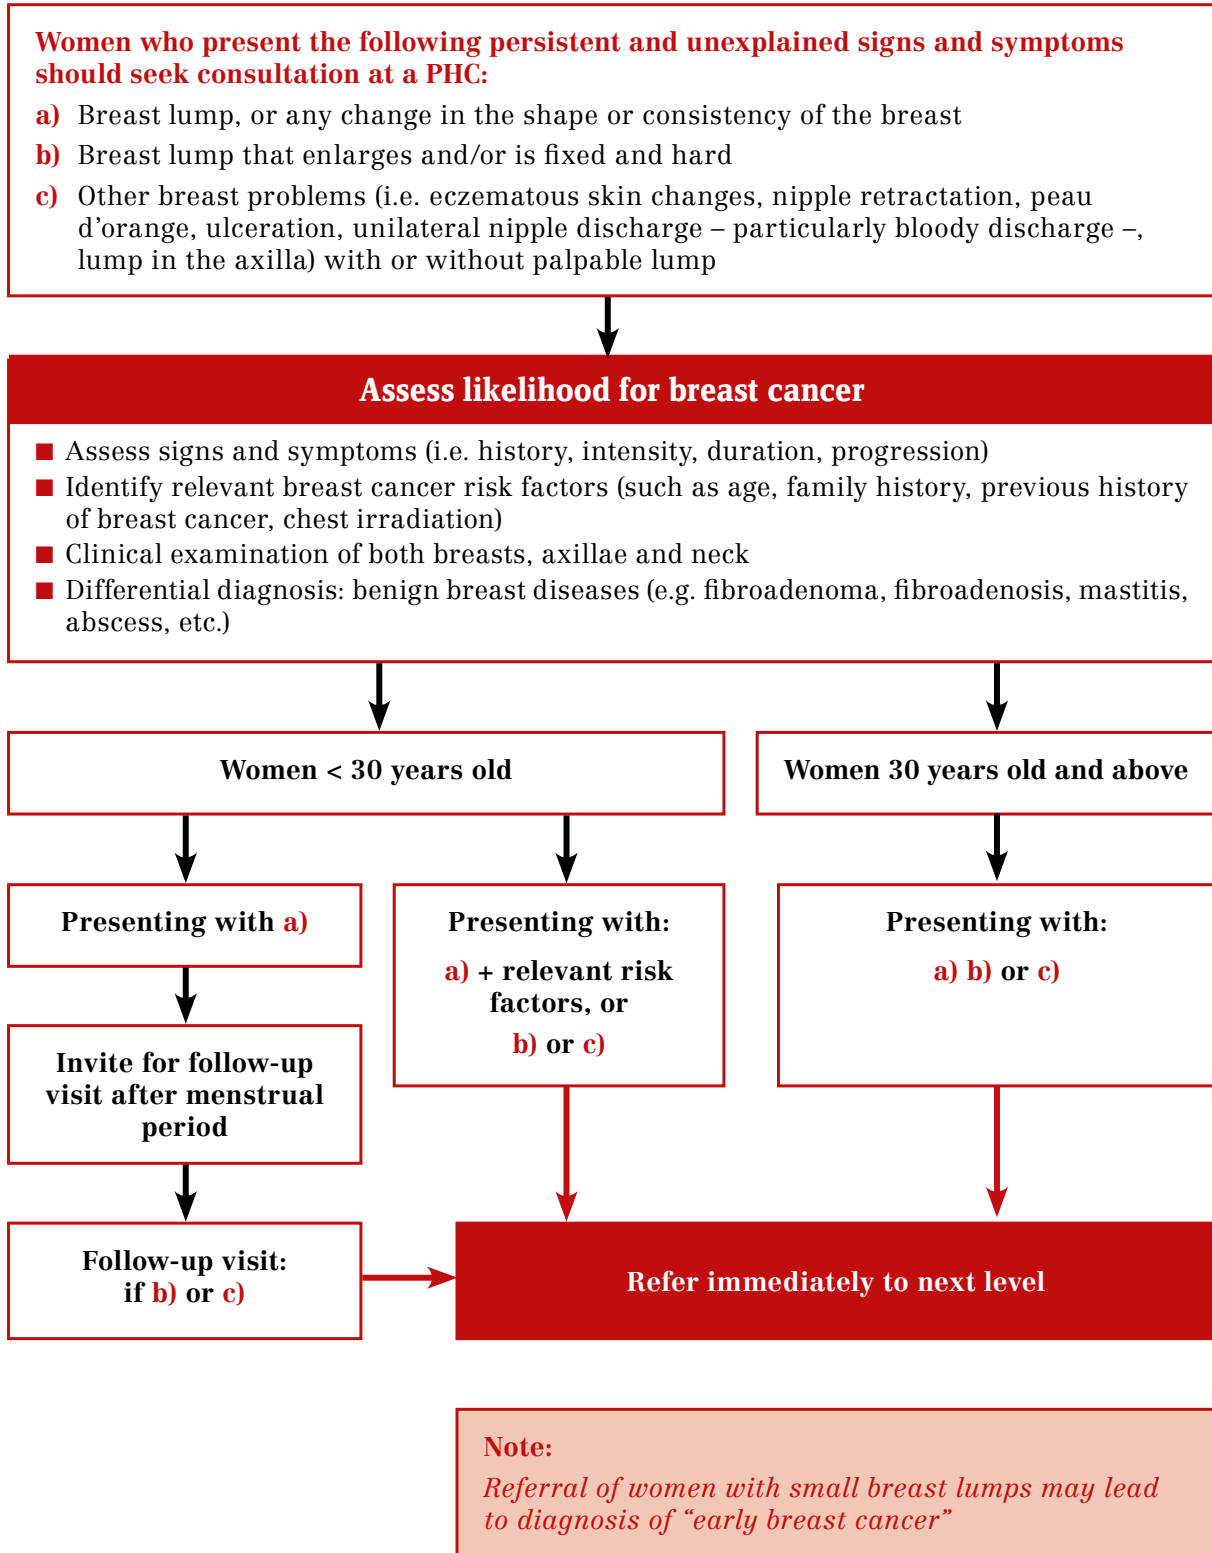 Women who present the following persistent and unexplained signs and symptoms
should seek consultation at a PHC:
a) Breast lump, or any change in the shape or consistency of the breast
b) Breast lump that enlarges and/or is fixed and hard
c) Other breast problems (i.e. eczematous skin changes, nipple retractation, peau
d’orange, ulceration, unilateral nipple discharge – particularly bloody discharge –,
lump in the axilla) with or without palpable lump
Assess likelihood for breast cancer
■ Assess signs and symptoms (i.e. history, intensity, duration, progression)
■ Identify relevant breast cancer risk factors (such as age, family history, previous history
of breast cancer, chest irradiation)
■ Clinical examination of both breasts, axillae and neck
■ Differential diagnosis: benign breast diseases (e.g. fibroadenoma, fibroadenosis, mastitis,
abscess, etc.)
Women < 30 years old
Women 30 years old and above
Presenting with a)
Presenting with:
a) + relevant risk
factors, or
b) or c)
Presenting with:
a) b) or c)
Invite for follow-up
visit after menstrual
period
Follow-up visit:
if b) or c)
Refer immediately to next level
Note:
Referral of women with small breast lumps may lead
to diagnosis of “early breast cancer”